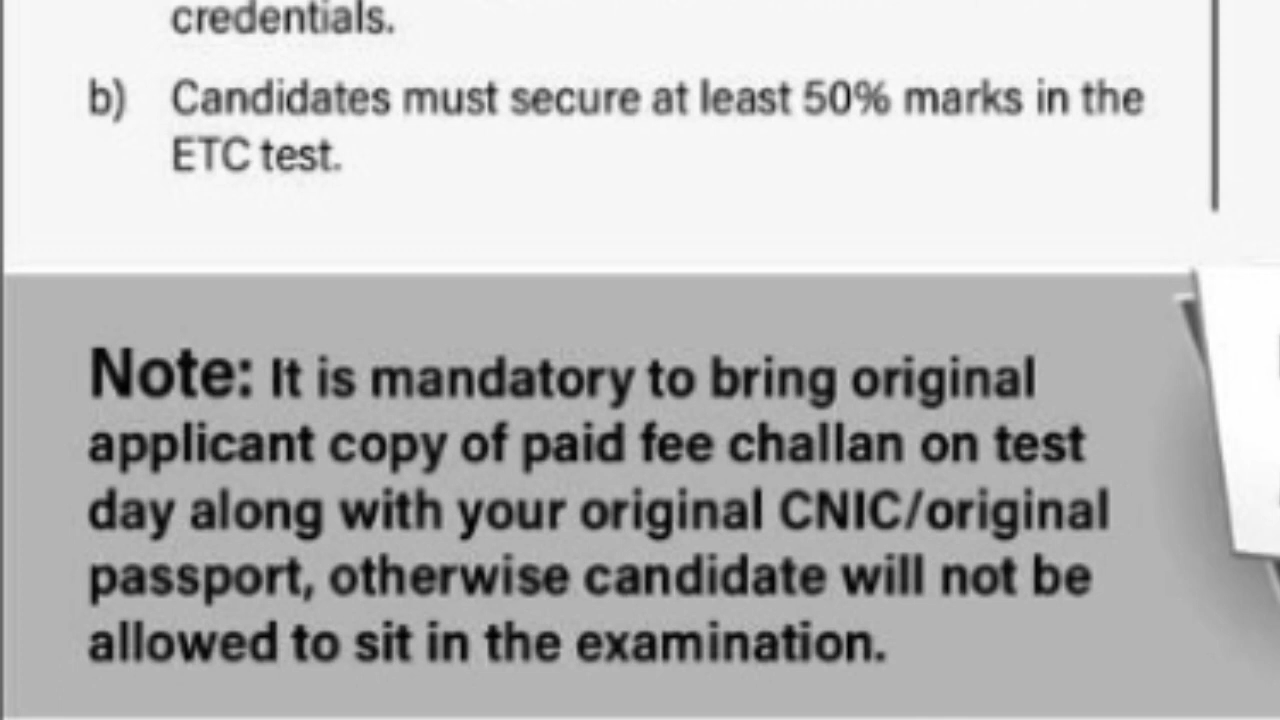 credentials.
b) Candidates must secure at least 50% marks in the
ETC test.
Note: It is mandatory to bring original
applicant copy of paid fee challan on test
day along with your original CNIC/original
passport, otherwise candidate will not be
allowed to sit in the examination.